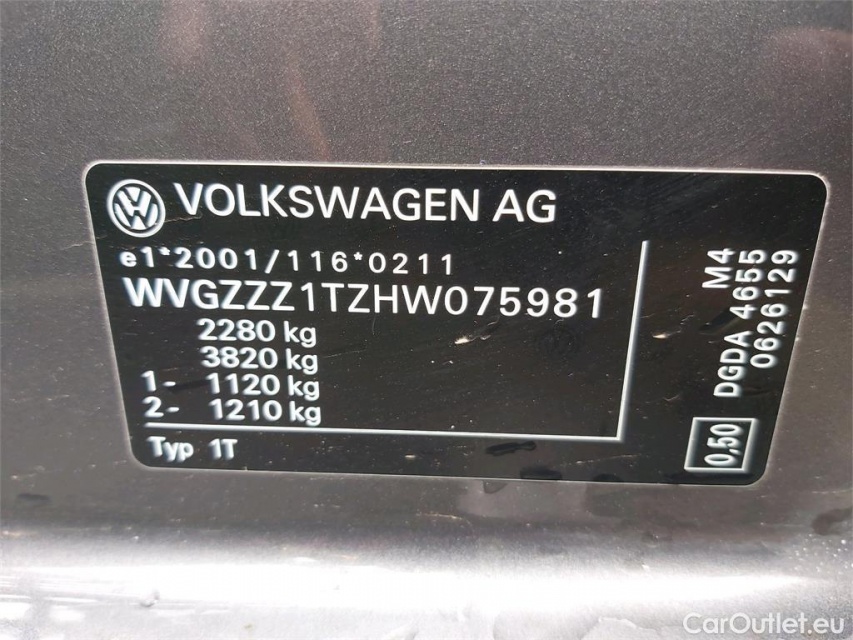 VOLKSWAGEN AG
e1*2001/116*0211
WVGZZZ1TZHW075981
2280 kg
3820 kg
1- 1120 kg
2- 1210 kg
Typ 1T
M4
DGDA 4655
0626129
0,50
CarOutlet.eu